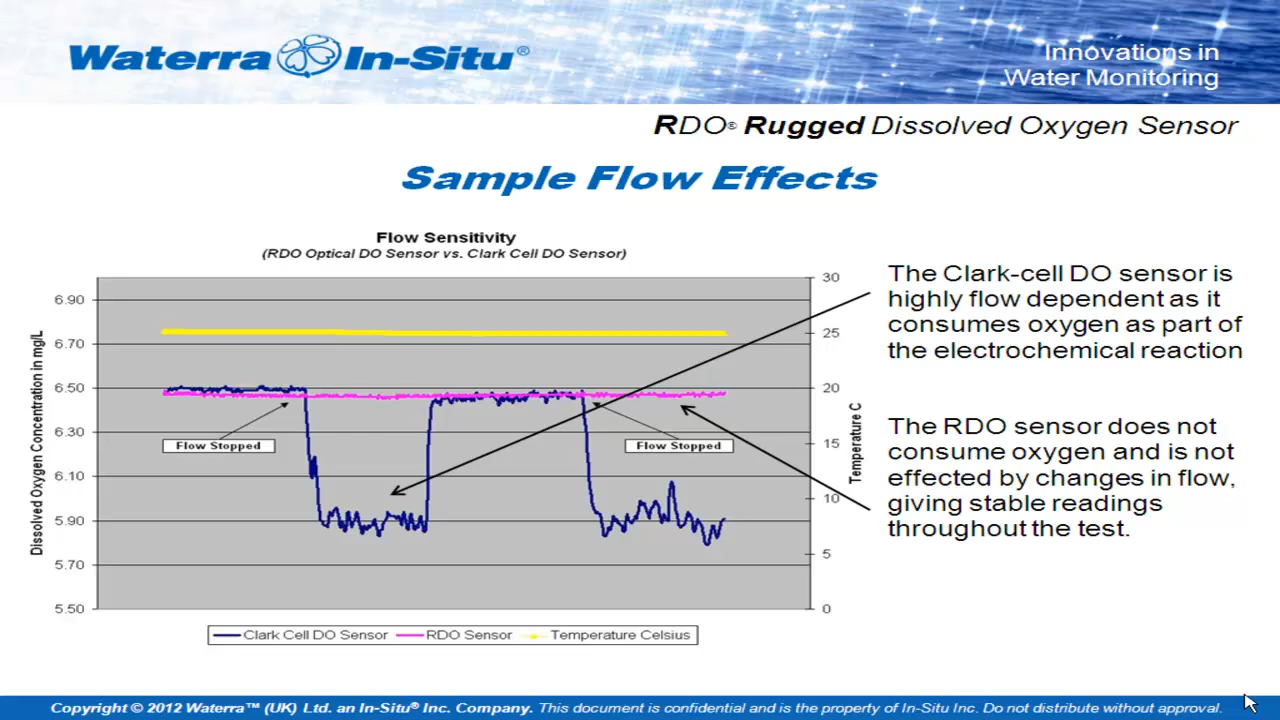 Waterra In-Situ®
Innovations in
Water Monitoring
RDO® Rugged Dissolved Oxygen Sensor
Sample Flow Effects
Flow Sensitivity
(RDO Optical DO Sensor vs. Clark Cell DO Sensor)
Dissolved Oxygen Concentration in mg/L
6.90
6.70
6.50
6.30
6.10
5.90
5.70
5.50
Flow Stopped
Flow Stopped
30
25
20
15
10
5
0
Temperature C
Clark Cell DO Sensor
RDO Sensor
Temperature Celsius
The Clark-cell DO sensor is
highly flow dependent as it
consumes oxygen as part of
the electrochemical reaction
The RDO sensor does not
consume oxygen and is not
effected by changes in flow,
giving stable readings
throughout the test.
Copyright © 2012 Waterra™ (UK) Ltd. an In-Situ® Inc. Company. This document is confidential and is the property of In-Situ Inc. Do not distribute without approval.